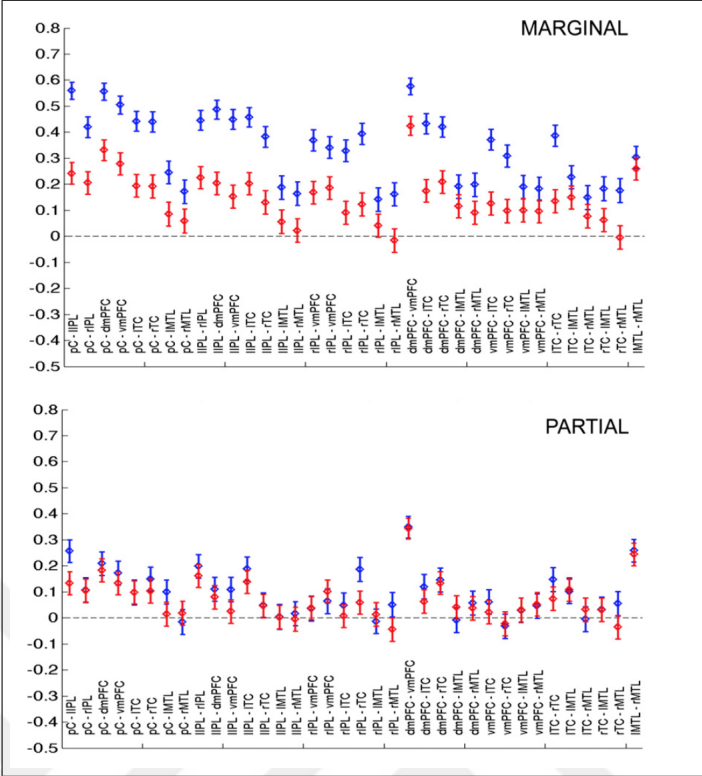 MARGINAL
0.8
0.7
0.6
0.5
0.4
0.3
0.2
0.1
0
-0.1
-0.2
-0.3
-0.4
-0.5
pC - lIPL
pC - rIPL
pC - dmPFC
pC - vmPFC
pC - lTC
pC - rTC
pC - lMTL
pC - rMTL
lIPL - rIPL
lIPL - dmPFC
lIPL - vmPFC
lIPL - lTC
lIPL - rTC
lIPL - lMTL
lIPL - rMTL
rIPL - vmPFC
rIPL - vmPFC
rIPL - lTC
rIPL - rTC
rIPL - lMTL
rIPL - rMTL
dmPFC - vmPFC
dmPFC - lTC
dmPFC - rTC
dmPFC - lMTL
dmPFC - rMTL
vmPFC - lTC
vmPFC - rTC
vmPFC - lMTL
vmPFC - rMTL
lTC - rTC
lTC - lMTL
lTC - rMTL
rTC - lMTL
rTC - rMTL
lMTL - rMTL
PARTIAL
0.8
0.7
0.6
0.5
0.4
0.3
0.2
0.1
0
-0.1
-0.2
-0.3
-0.4
-0.5
pC - lIPL
pC - rIPL
pC - dmPFC
pC - vmPFC
pC - lTC
pC - rTC
pC - lMTL
pC - rMTL
lIPL - rIPL
lIPL - dmPFC
lIPL - vmPFC
lIPL - lTC
lIPL - rTC
lIPL - lMTL
lIPL - rMTL
rIPL - vmPFC
rIPL - vmPFC
rIPL - lTC
rIPL - rTC
rIPL - lMTL
rIPL - rMTL
dmPFC - vmPFC
dmPFC - lTC
dmPFC - rTC
dmPFC - lMTL
dmPFC - rMTL
vmPFC - lTC
vmPFC - rTC
vmPFC - lMTL
vmPFC - rMTL
lTC - rTC
lTC - lMTL
lTC - rMTL
rTC - lMTL
rTC - rMTL
lMTL - rMTL